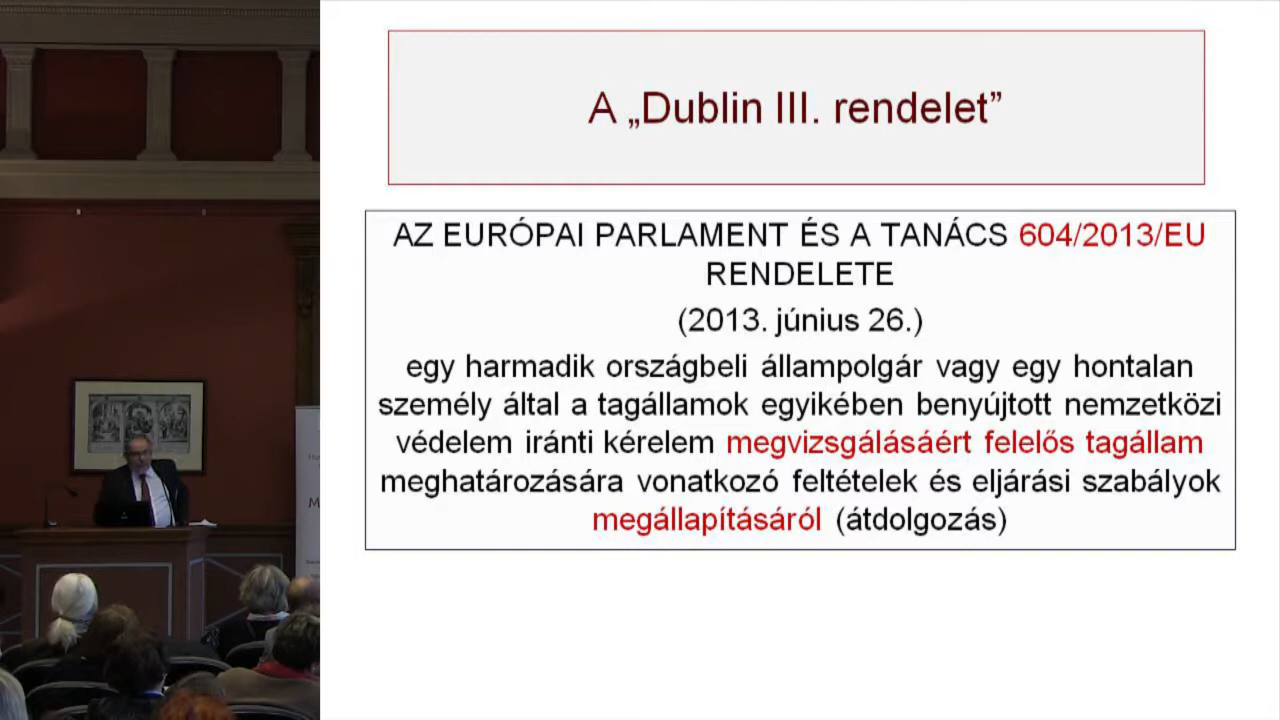 A „Dublin III. rendelet”
AZ EURÓPAI PARLAMENT ÉS A TANÁCS 604/2013/EU
RENDELETE
(2013. június 26.)
egy harmadik országbeli állampolgár vagy egy hontalan
személy által a tagállamok egyikében benyújtott nemzetközi
védelem iránti kérelem megvizsgálásáért felelős tagállam
meghatározására vonatkozó feltételek és eljárási szabályok
megállapításáról (átdolgozás)